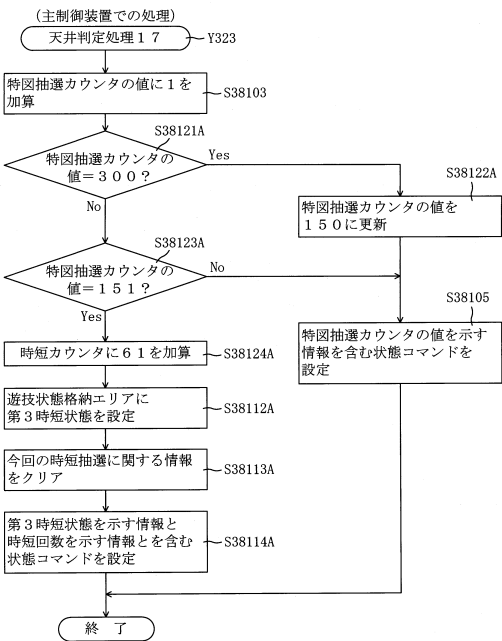 （主制御装置での処理）
天井判定処理１７
Y323
特図抽選カウンタの値に１を
加算
S38103
S38121A
特図抽選カウンタの
値＝３００？
Yes
No
S38122A
特図抽選カウンタの値を
１５０に更新
S38123A
特図抽選カウンタの
値＝１５１？
No
Yes
S38105
特図抽選カウンタの値を示す
情報を含む状態コマンドを
設定
時短カウンタに６１を加算
S38124A
遊技状態格納エリアに
第３時短状態を設定
S38112A
今回の時短抽選に関する情報
をクリア
S38113A
第３時短状態を示す情報と
時短回数を示す情報とを含む
状態コマンドを設定
S38114A
終 了